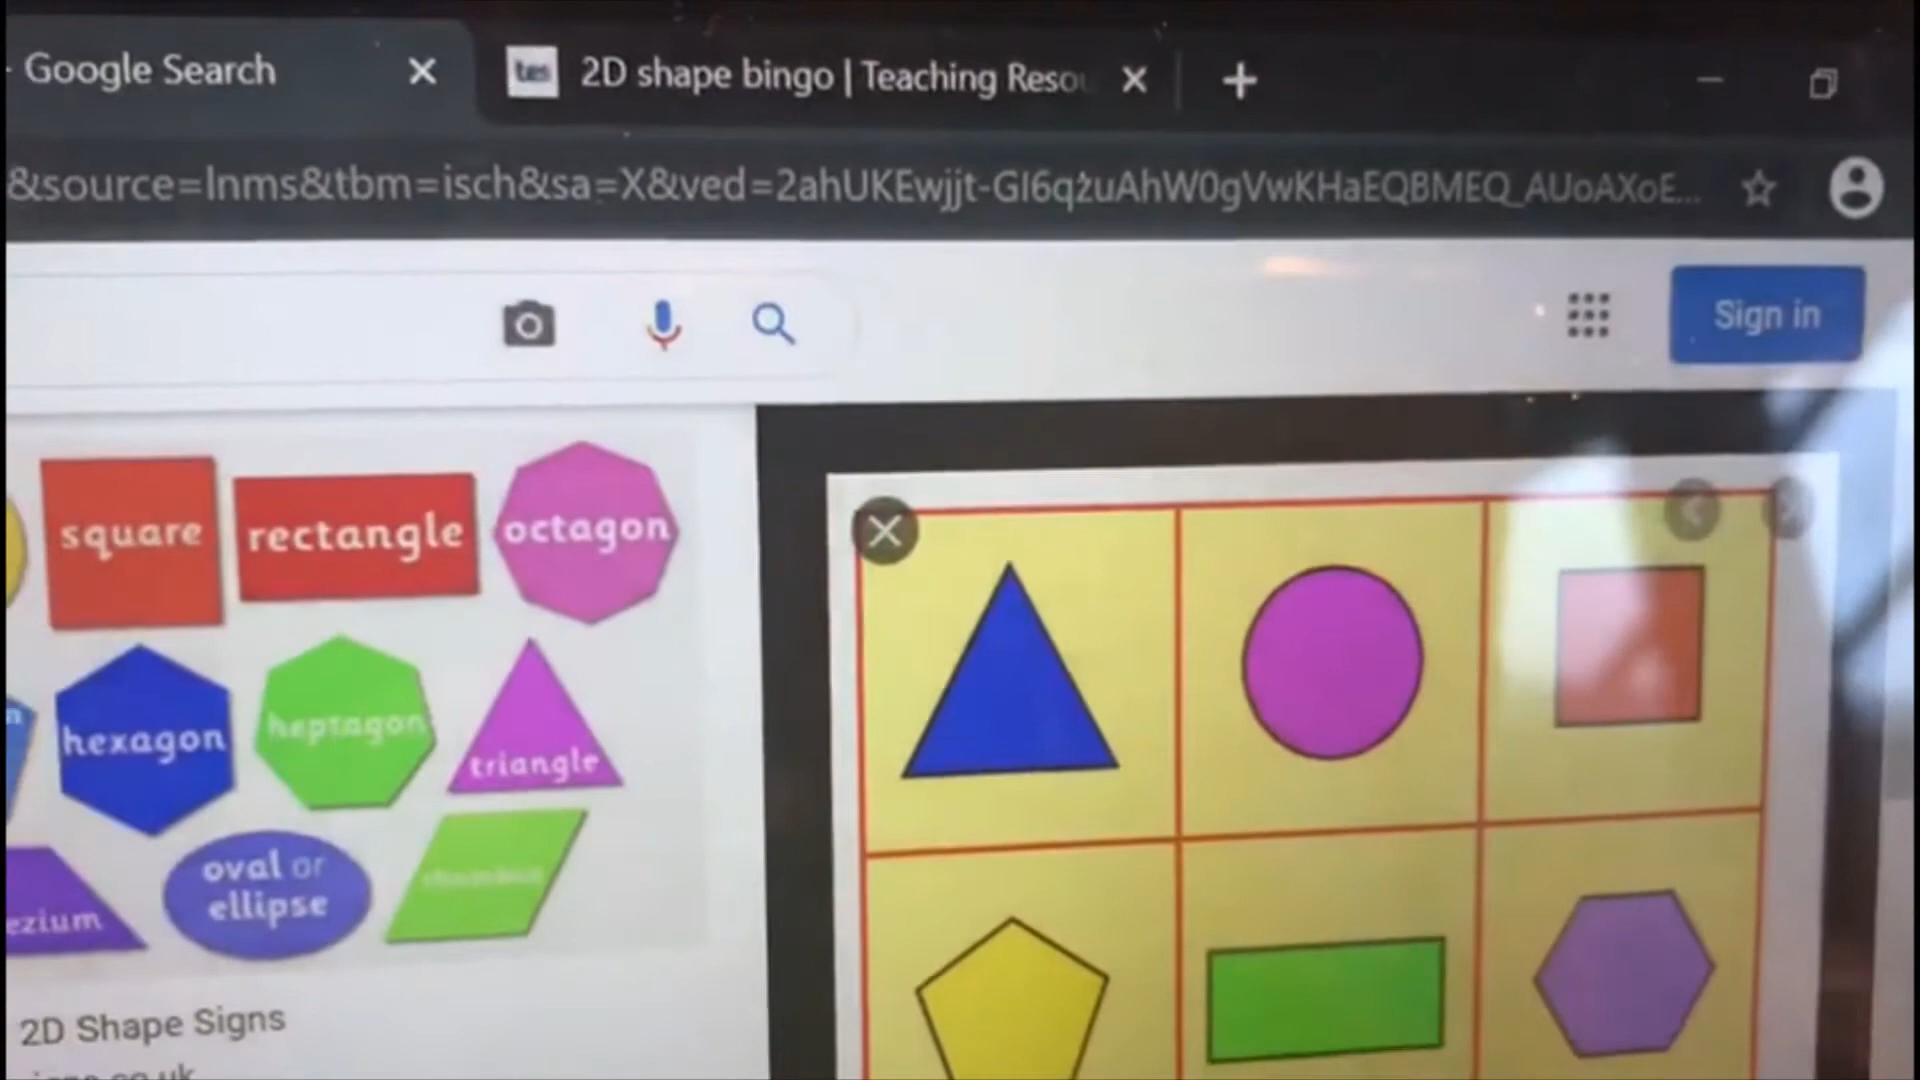 - Google Search
tes
2D shape bingo | Teaching Reso
&source=lnms&tbm=isch&sa=X&ved=2ahUKEwjjt-GI6qzuAhW0gVwKHaEQBMEQ_AUoAXoE...
Sign in
square
rectangle
octagon
hexagon
heptagon
triangle
ezium
oval or
ellipse
2D Shape Signs